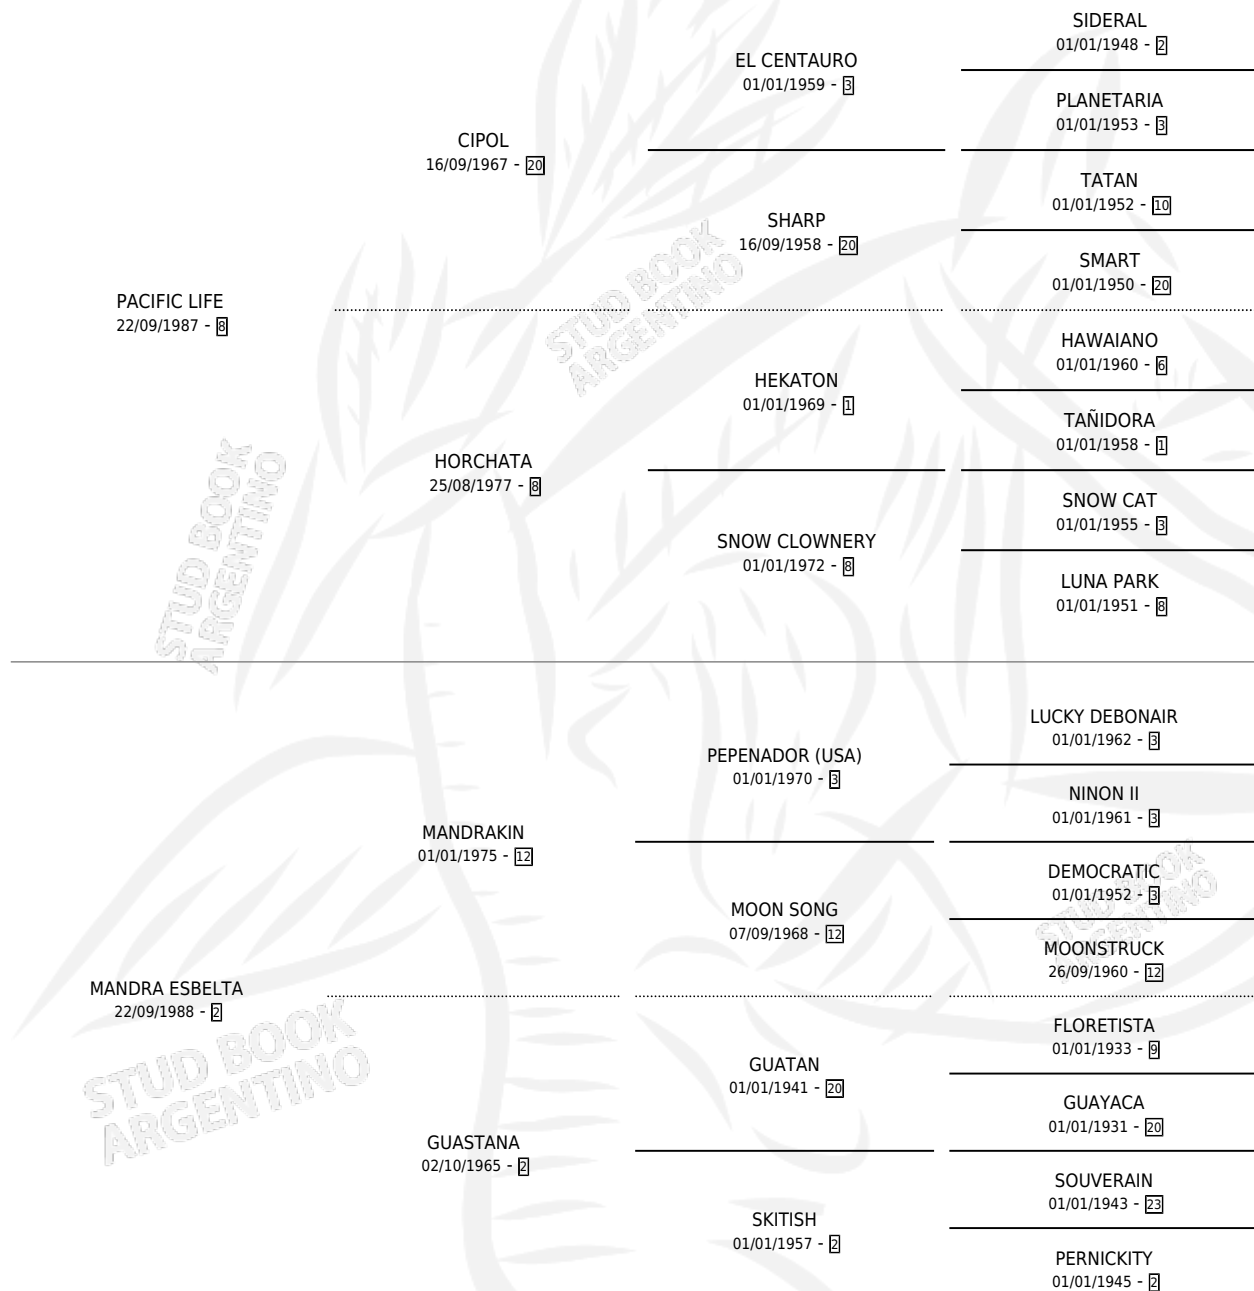 SIDERAL
01/01/1948 - 2
EL CENTAURO
01/01/1959 - 3
PLANETARIA
01/01/1953 - 3
CIPOL
16/09/1967 - 20
TATAN
01/01/1952 - 10
SHARP
16/09/1958 - 20
SMART
01/01/1950 - 20
PACIFIC LIFE
22/09/1987 - 8
HAWAIANO
01/01/1960 - 6
HEKATON
01/01/1969 - 1
TAÑIDORA
01/01/1958 - 1
HORCHATA
25/08/1977 - 8
SNOW CAT
01/01/1955 - 3
SNOW CLOWNERY
01/01/1972 - 8
LUNA PARK
01/01/1951 - 8
LUCKY DEBONAIR
01/01/1962 - 3
PEPENADOR (USA)
01/01/1970 - 3
NINON II
01/01/1961 - 3
MANDRAKIN
01/01/1975 - 12
DEMOCRATIC
01/01/1952 - 3
MOON SONG
07/09/1968 - 12
MOONSTRUCK
26/09/1960 - 12
MANDRA ESBELTA
22/09/1988 - 2
FLORETISTA
01/01/1933 - 9
GUATAN
01/01/1941 - 20
GUAYACA
01/01/1931 - 20
GUASTANA
02/10/1965 - 2
SOUVERAIN
01/01/1943 - 23
SKITISH
01/01/1957 - 2
PERNICKITY
01/01/1945 - 2
STUD BOOK
ARGENTINO
STUD BOOK
ARGENTINO
STUD BOOK
ARGENTINO
STUD BOOK
ARGENTINO